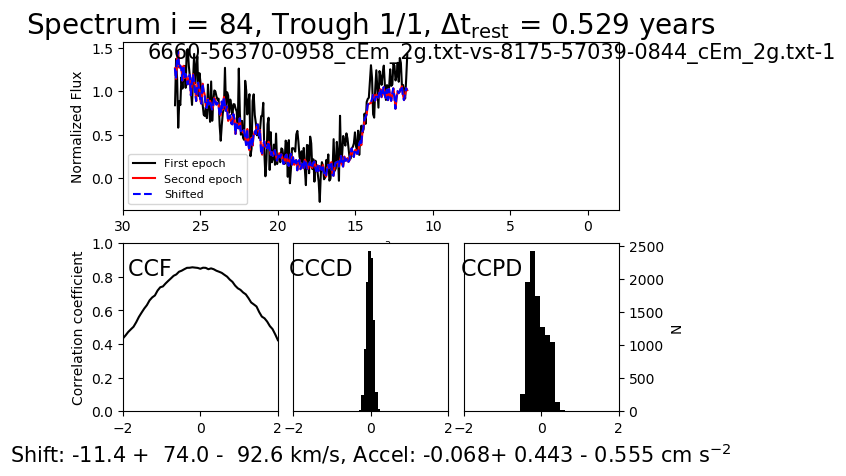 Spectrum i = 84, Trough 1/1, Δt_rest = 0.529 years
6660-56370-0958_cEm_2g.txt-vs-8175-57039-0844_cEm_2g.txt-1
Normalized Flux
1.5
1.0
0.5
0.0
First epoch
Second epoch
Shifted
30 25 20 15 10 5 0
Correlation coefficient
1.0
0.8
0.6
0.4
0.2
0.0
CCF
−2 0 2
CCCD
−2 0 2
CCPD
−2 0 2
2500
2000
1500
1000
500
0
N
Shift: -11.4 + 74.0 - 92.6 km/s, Accel: -0.068+ 0.443 - 0.555 cm s⁻²